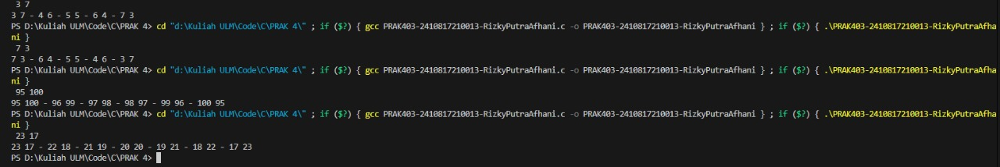 3 7
3 7 - 4 6 - 5 5 - 6 4 - 7 3
PS D:\Kuliah ULM\Code\C\PRAK 4> cd "d:\Kuliah ULM\Code\C\PRAK 4\" ; if ($?) { gcc PRAK403-2410817210013-RizkyPutraAfhani.c -o PRAK403-2410817210013-RizkyPutraAfhani } ; if ($?) { .\PRAK403-2410817210013-RizkyPutraAfha
ni }
7 3
7 3 - 6 4 - 5 5 - 4 6 - 3 7
PS D:\Kuliah ULM\Code\C\PRAK 4> cd "d:\Kuliah ULM\Code\C\PRAK 4\" ; if ($?) { gcc PRAK403-2410817210013-RizkyPutraAfhani.c -o PRAK403-2410817210013-RizkyPutraAfhani } ; if ($?) { .\PRAK403-2410817210013-RizkyPutraAfha
ni }
95 100
95 100 - 96 99 - 97 98 - 98 97 - 99 96 - 100 95
PS D:\Kuliah ULM\Code\C\PRAK 4> cd "d:\Kuliah ULM\Code\C\PRAK 4\" ; if ($?) { gcc PRAK403-2410817210013-RizkyPutraAfhani.c -o PRAK403-2410817210013-RizkyPutraAfhani } ; if ($?) { .\PRAK403-2410817210013-RizkyPutraAfha
ni }
23 17
23 17 - 22 18 - 21 19 - 20 20 - 19 21 - 18 22 - 17 23
PS D:\Kuliah ULM\Code\C\PRAK 4>